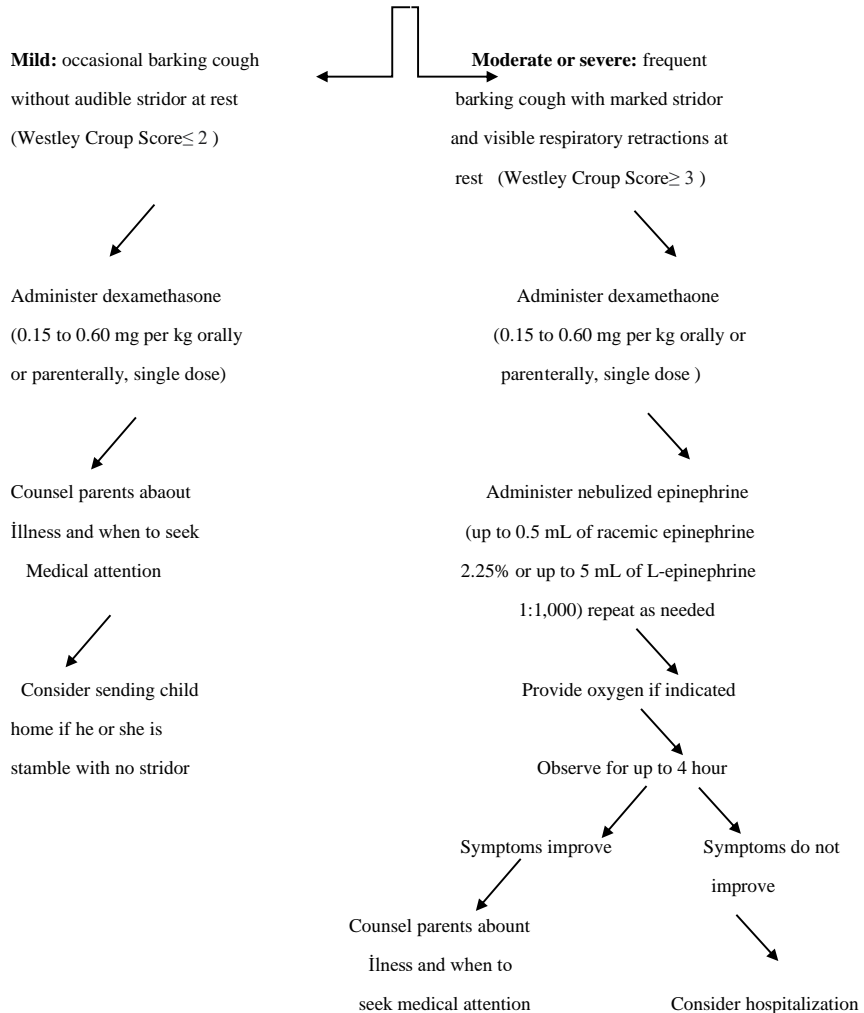 Mild: occasional barking cough
without audible stridor at rest
(Westley Croup Score≤ 2 )
Moderate or severe: frequent
barking cough with marked stridor
and visible respiratory retractions at
rest (Westley Croup Score≥ 3 )
Administer dexamethasone
(0.15 to 0.60 mg per kg orally
or parenterally, single dose)
Administer dexamethaone
(0.15 to 0.60 mg per kg orally or
parenterally, single dose )
Counsel parents abaout
İllness and when to seek
Medical attention
Administer nebulized epinephrine
(up to 0.5 mL of racemic epinephrine
2.25% or up to 5 mL of L-epinephrine
1:1,000) repeat as needed
Consider sending child
home if he or she is
stamble with no stridor
Provide oxygen if indicated
Observe for up to 4 hour
Symptoms improve
Symptoms do not
improve
Counsel parents abount
İlness and when to
seek medical attention
Consider hospitalization